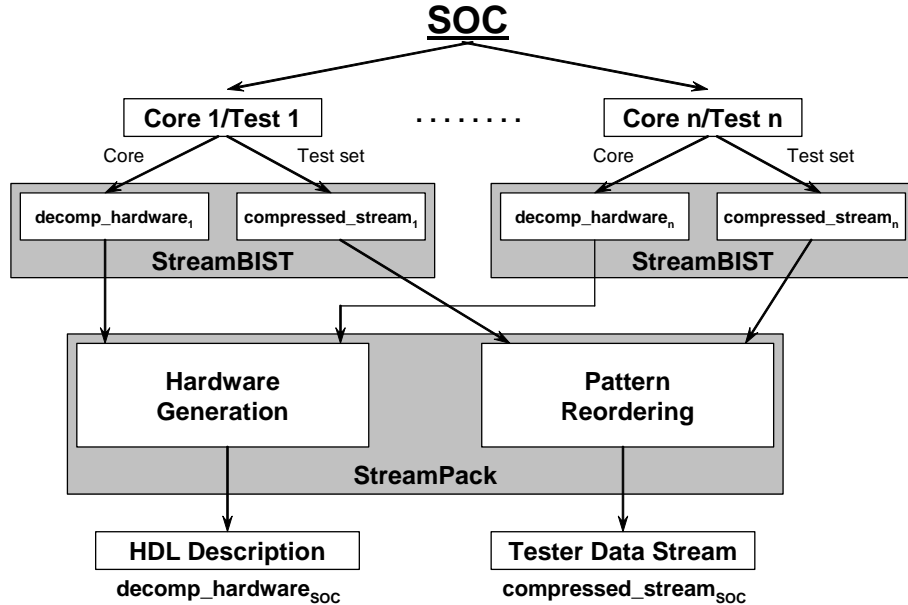 SOC
Core 1/Test 1
. . . . . . . .
Core n/Test n
Core
Test set
Core
Test set
decomp_hardware1
compressed_stream1
decomp_hardwaren
compressed_streamn
StreamBIST
StreamBIST
Hardware
Generation
Pattern
Reordering
StreamPack
HDL Description
Tester Data Stream
decomp_hardwareSOC
compressed_streamSOC